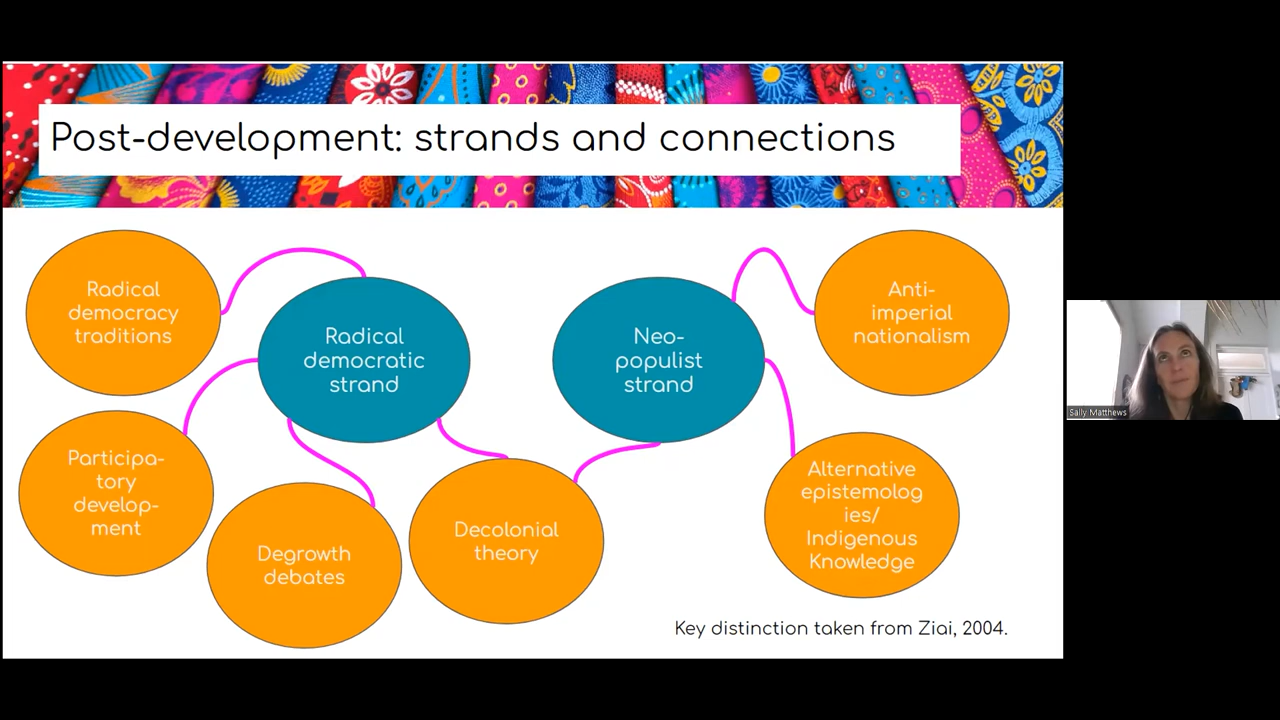 Post-development: strands and connections
Radical
democracy
traditions
Radical
democratic
strand
Neo-
populist
strand
Anti-
imperial
nationalism
Participa-
tory
develop-
ment
Degrowth
debates
Decolonial
theory
Alternative
epistemolog
ies/
Indigenous
Knowledge
Key distinction taken from Ziai, 2004.
Sally Matthews